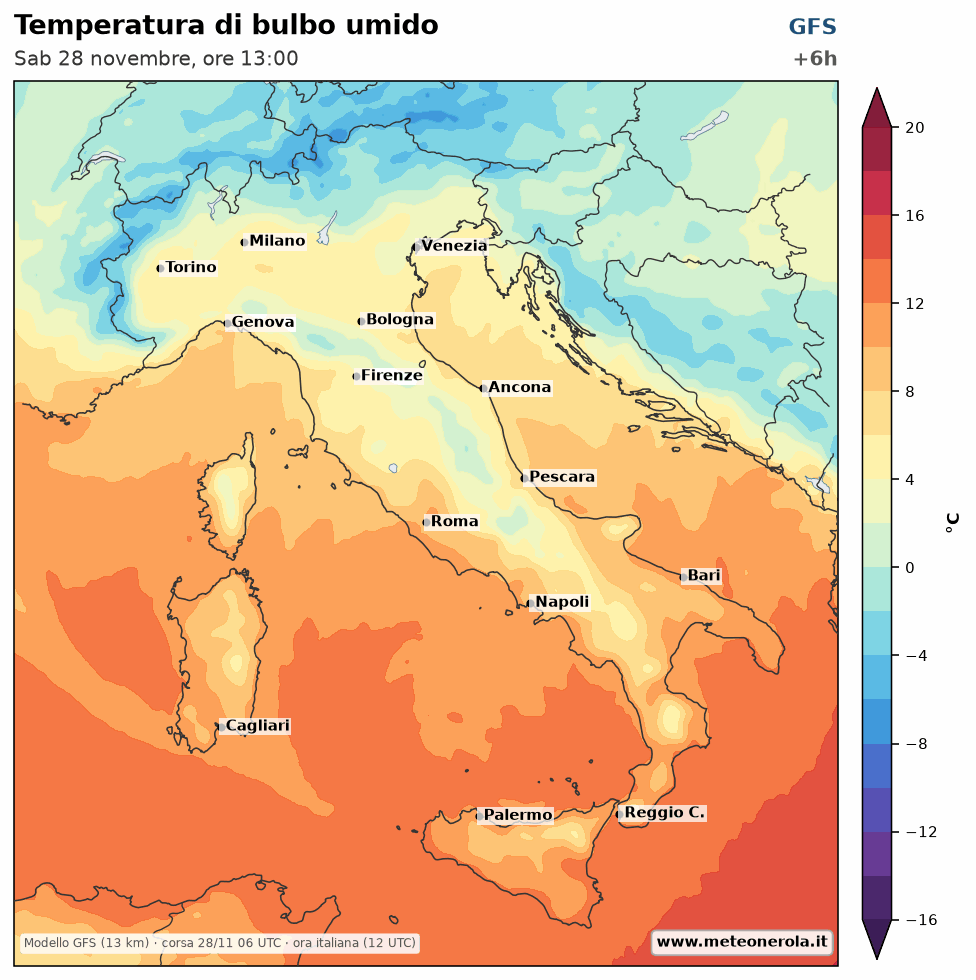 Temperatura di bulbo umido
GFS
Sab 28 novembre, ore 13:00
+6h
Milano
Venezia
Torino
Genova
Bologna
Firenze
Ancona
Pescara
Roma
Bari
Napoli
Cagliari
Palermo
Reggio C.
20
16
12
8
4
0
−4
−8
−12
−16
°C
Modello GFS (13 km) · corsa 28/11 06 UTC · ora italiana (12 UTC)
www.meteonerola.it